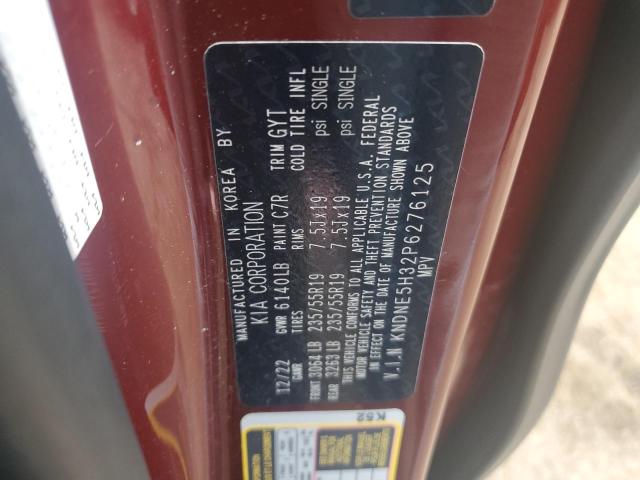 MANUFACTURED IN KOREA BY
KIA CORPORATION
12/22 GVWR 6140LB PAINT C7R TRIM GYT
GAWR TIRES RIMS COLD TIRE INFL
FRONT 3064 LB 235/55R19 7.5Jx19 psi SINGLE
REAR 3263 LB 235/55R19 7.5Jx19 psi SINGLE
THIS VEHICLE CONFORMS TO ALL APPLICABLE U.S.A. FEDERAL
MOTOR VEHICLE SAFETY AND THEFT PREVENTION STANDARDS
IN EFFECT ON THE DATE OF MANUFACTURE SHOWN ABOVE
V.I.N KNDNE5H32P6276125
MPV
K52